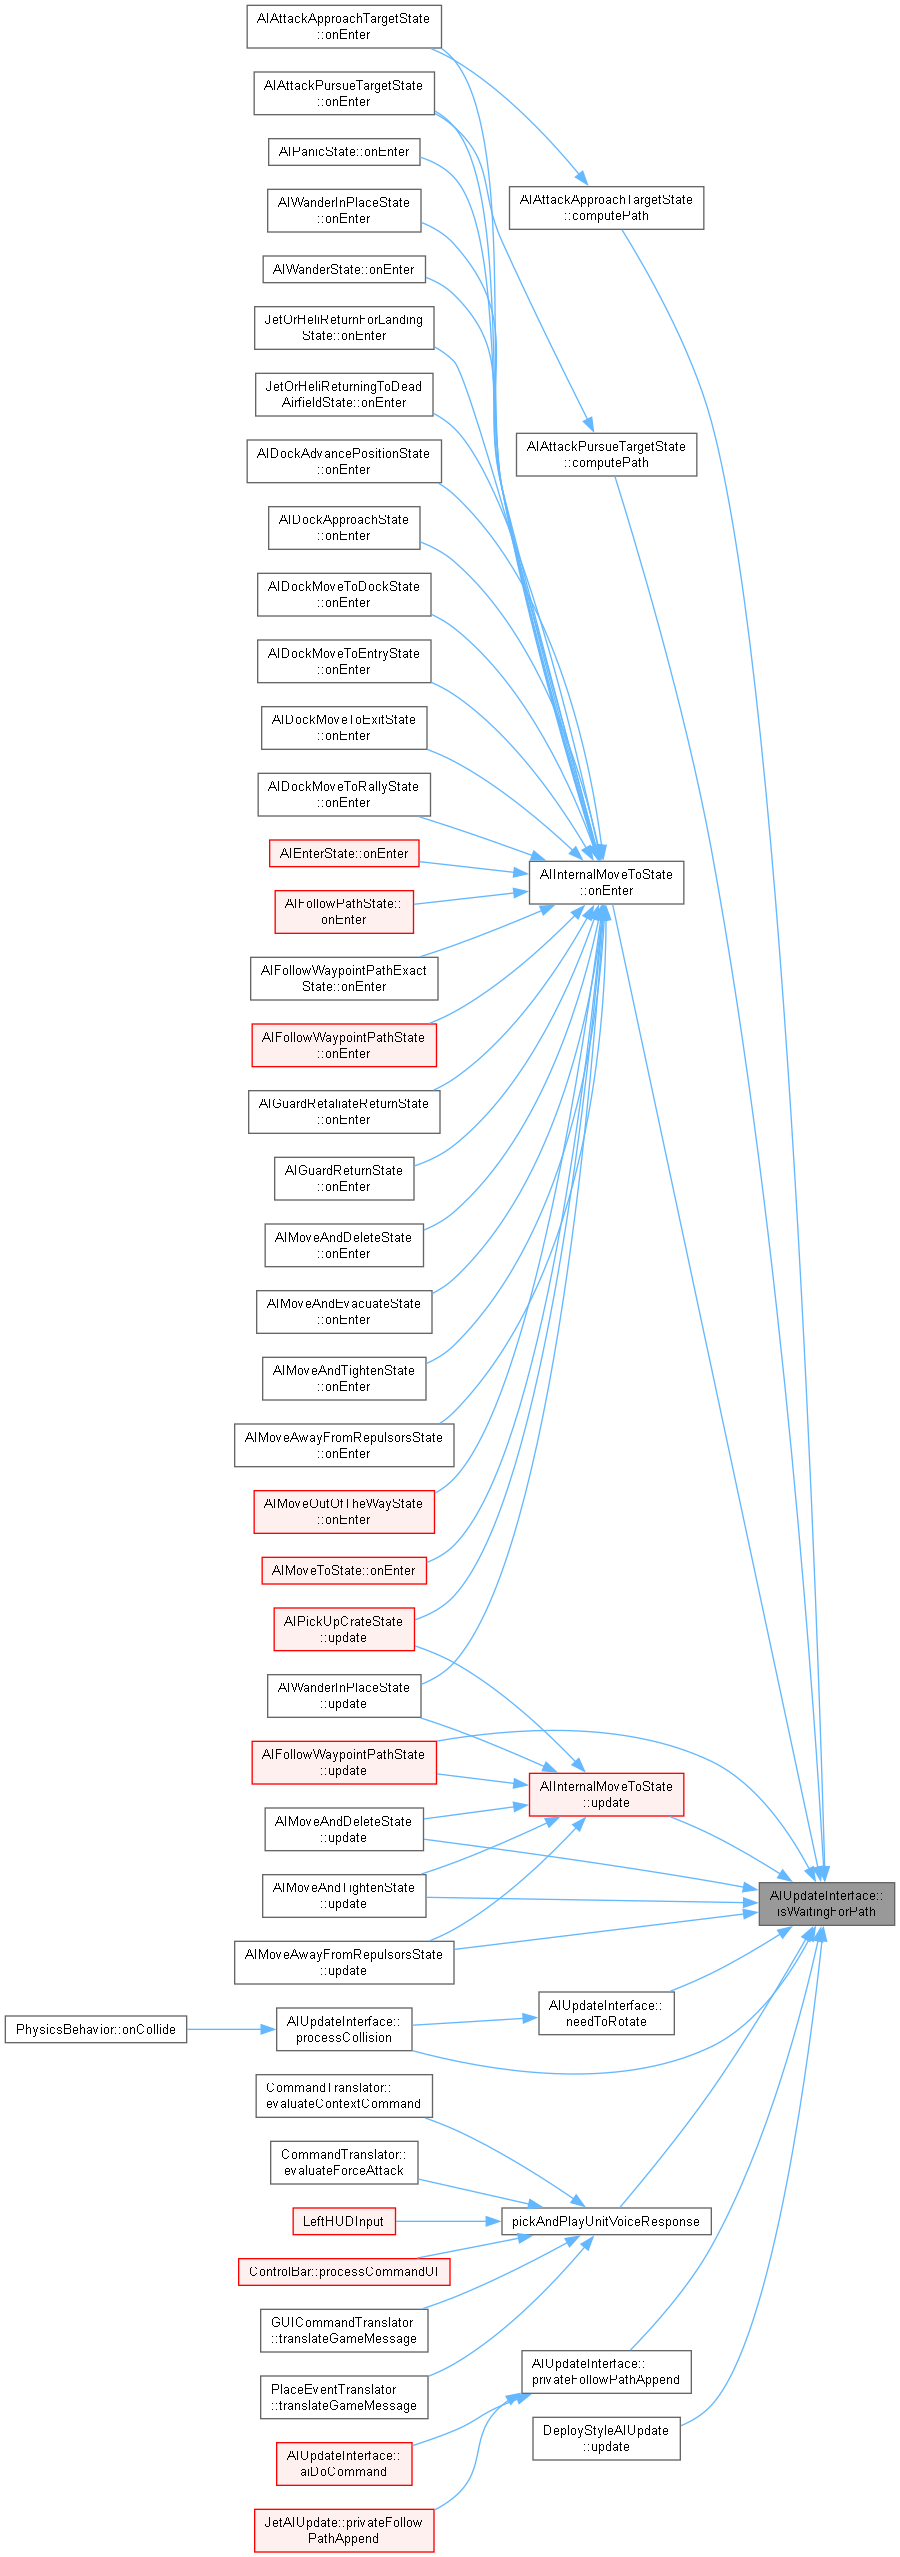 AIAttackApproachTargetState
::onEnter
AIAttackPursueTargetState
::onEnter
AIPanicState::onEnter
AIWanderInPlaceState
::onEnter
AIWanderState::onEnter
JetOrHeliReturnForLanding
State::onEnter
JetOrHeliReturningToDead
AirfieldState::onEnter
AIDockAdvancePositionState
::onEnter
AIDockApproachState
::onEnter
AIDockMoveToDockState
::onEnter
AIDockMoveToEntryState
::onEnter
AIDockMoveToExitState
::onEnter
AIDockMoveToRallyState
::onEnter
AIEnterState::onEnter
AIFollowPathState::
onEnter
AIFollowWaypointPathExact
State::onEnter
AIFollowWaypointPathState
::onEnter
AIGuardRetaliateReturnState
::onEnter
AIGuardReturnState
::onEnter
AIMoveAndDeleteState
::onEnter
AIMoveAndEvacuateState
::onEnter
AIMoveAndTightenState
::onEnter
AIMoveAwayFromRepulsorsState
::onEnter
AIMoveOutOfTheWayState
::onEnter
AIMoveToState::onEnter
AIPickUpCrateState
::update
AIWanderInPlaceState
::update
AIFollowWaypointPathState
::update
AIMoveAndDeleteState
::update
AIMoveAndTightenState
::update
AIMoveAwayFromRepulsorsState
::update
PhysicsBehavior::onCollide
AIUpdateInterface::
processCollision
CommandTranslator::
evaluateContextCommand
CommandTranslator::
evaluateForceAttack
LeftHUDInput
ControlBar::processCommandUI
GUICommandTranslator
::translateGameMessage
PlaceEventTranslator
::translateGameMessage
AIUpdateInterface::
aiDoCommand
JetAIUpdate::privateFollow
PathAppend
AIAttackApproachTargetState
::computePath
AIAttackPursueTargetState
::computePath
AIInternalMoveToState
::onEnter
AIInternalMoveToState
::update
AIUpdateInterface::
needToRotate
pickAndPlayUnitVoiceResponse
AIUpdateInterface::
privateFollowPathAppend
DeployStyleAIUpdate
::update
AIUpdateInterface::
isWaitingForPath